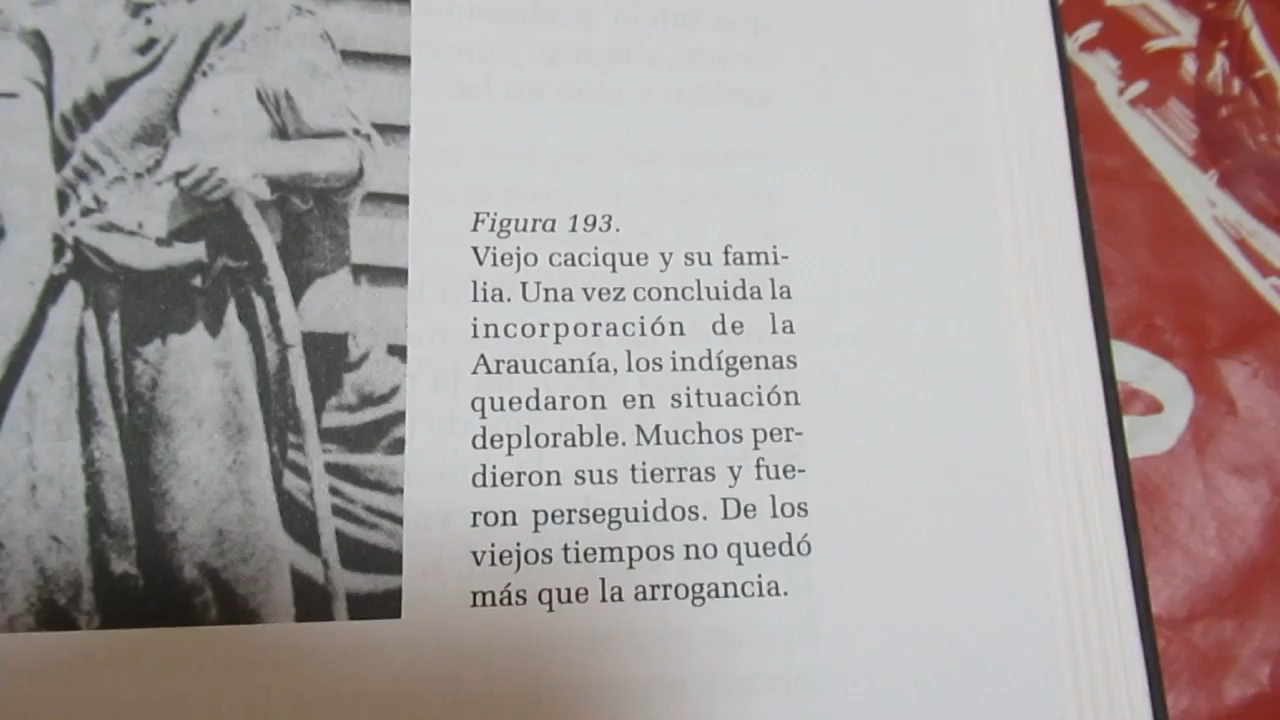 Figura 193.
Viejo cacique y su fami-
lia. Una vez concluida la
incorporación de la
Araucanía, los indígenas
quedaron en situación
deplorable. Muchos per-
dieron sus tierras y fue-
ron perseguidos. De los
viejos tiempos no quedó
más que la arrogancia.